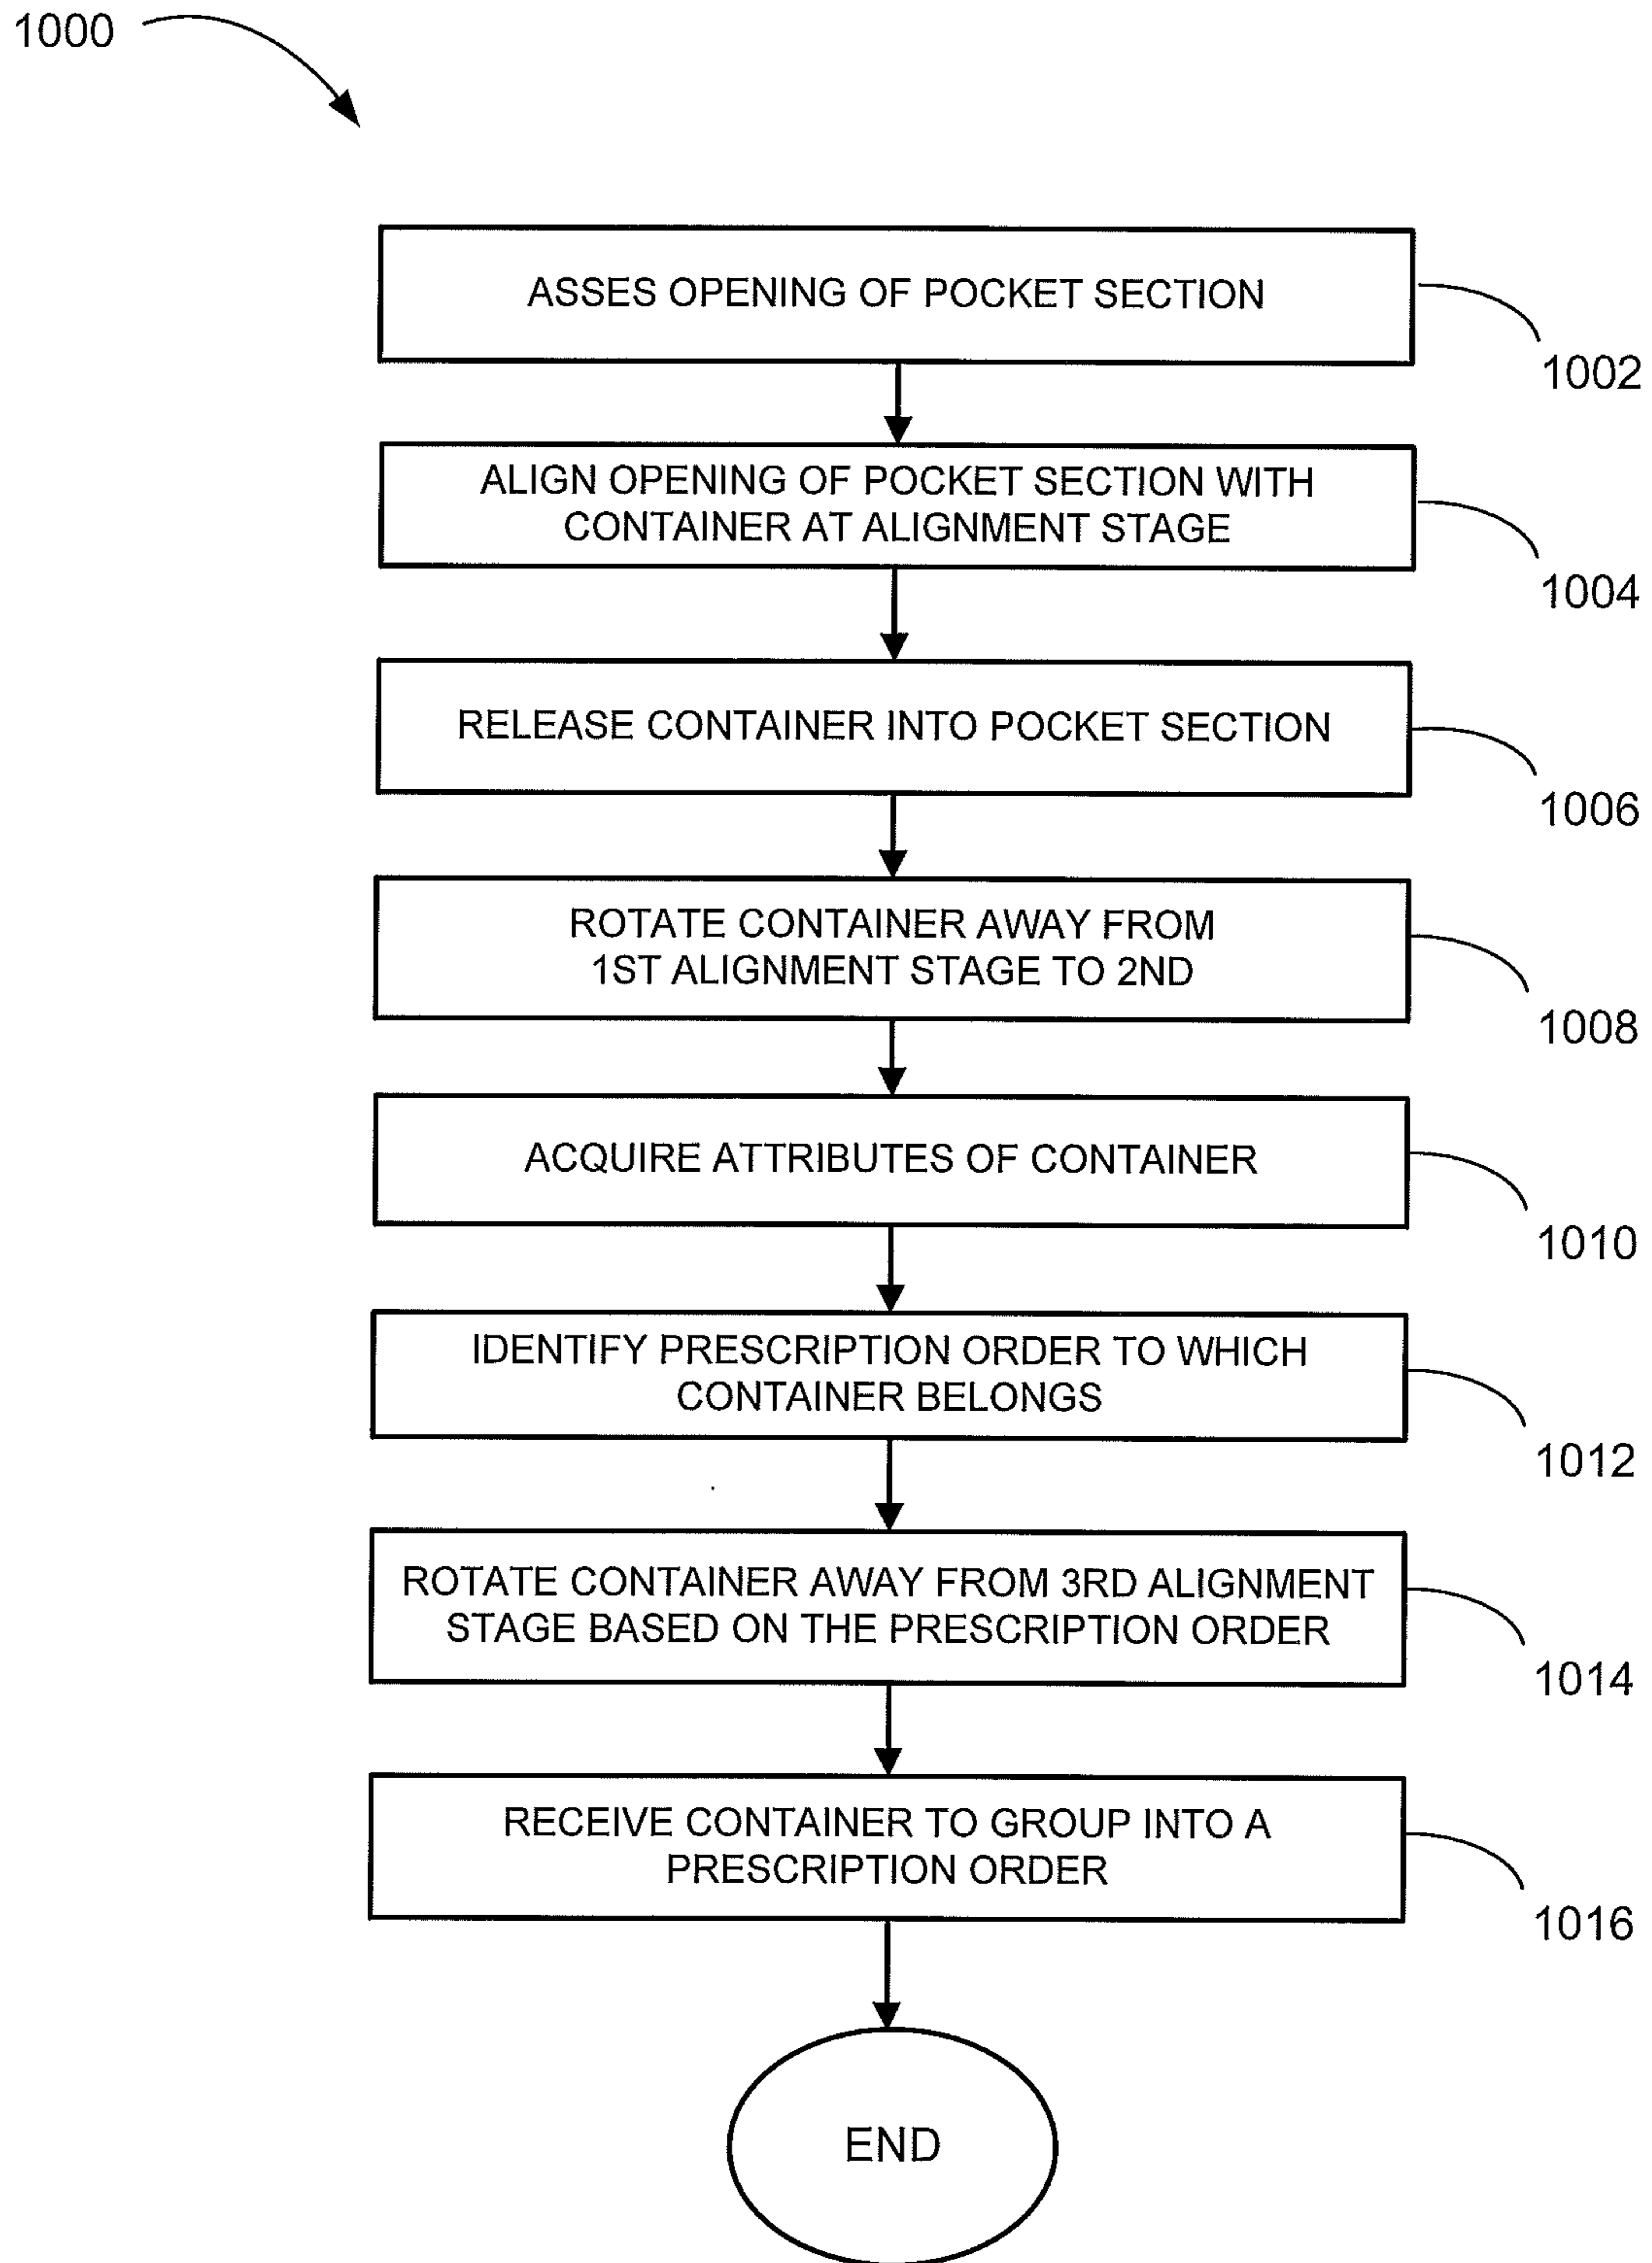 1000
ASSES OPENING OF POCKET SECTION
1002
ALIGN OPENING OF POCKET SECTION WITH
CONTAINER AT ALIGNMENT STAGE
1004
RELEASE CONTAINER INTO POCKET SECTION
1006
ROTATE CONTAINER AWAY FROM
1ST ALIGNMENT STAGE TO 2ND
1008
ACQUIRE ATTRIBUTES OF CONTAINER
1010
IDENTIFY PRESCRIPTION ORDER TO WHICH
CONTAINER BELONGS
1012
ROTATE CONTAINER AWAY FROM 3RD ALIGNMENT
STAGE BASED ON THE PRESCRIPTION ORDER
1014
RECEIVE CONTAINER TO GROUP INTO A
PRESCRIPTION ORDER
1016
END